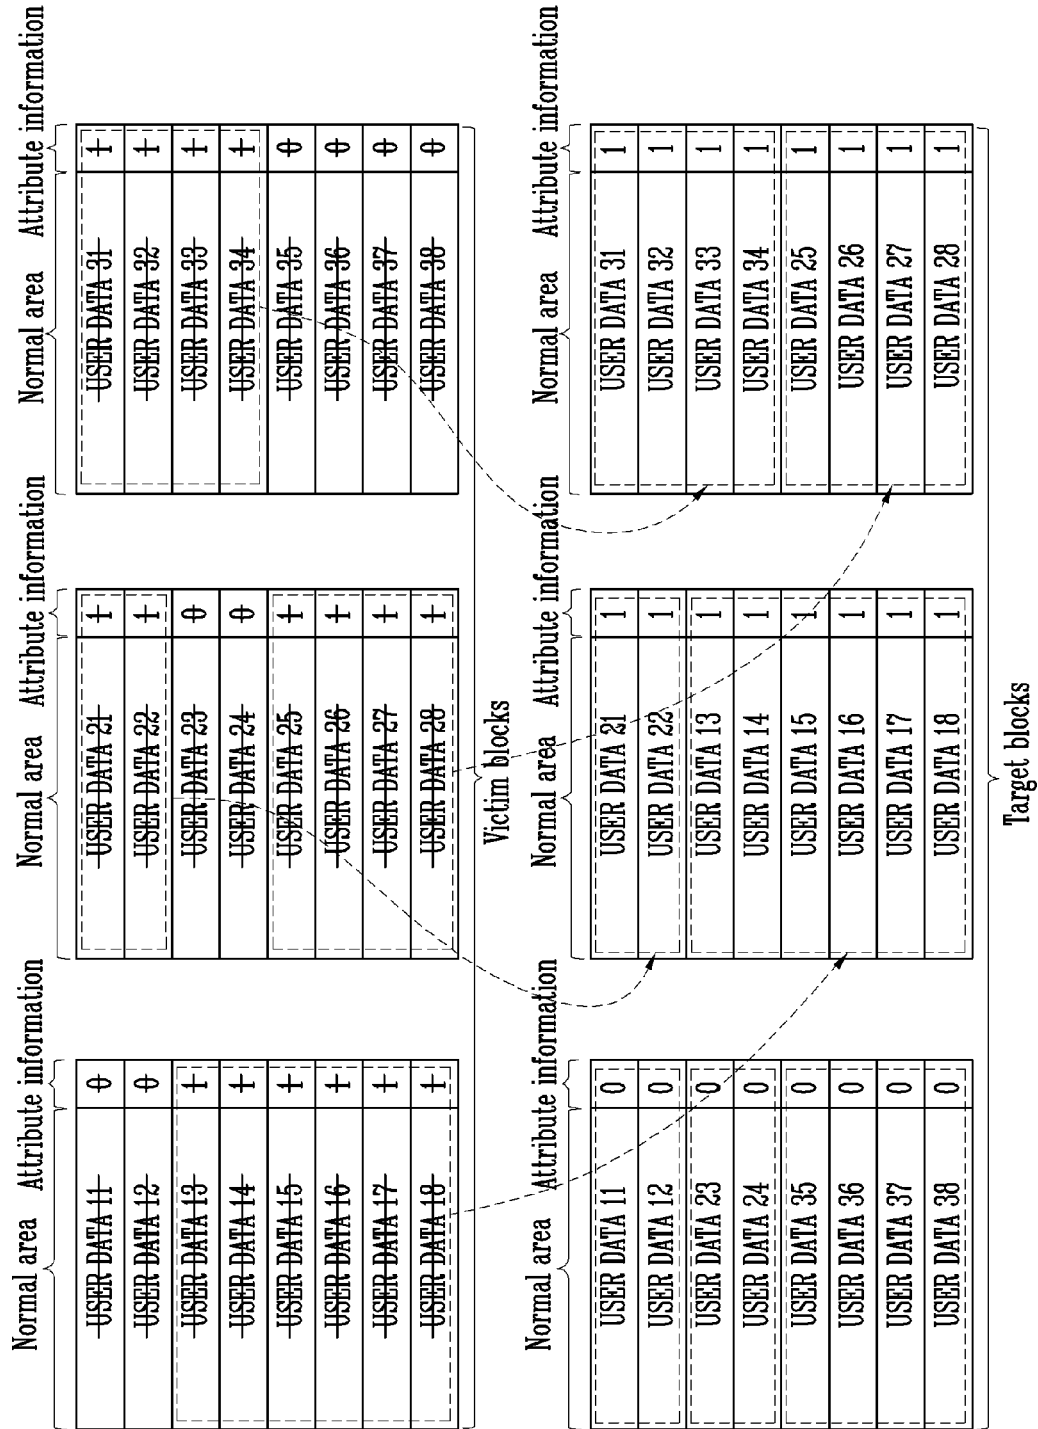 Normal area Attribute information Normal area Attribute information Normal area Attribute information
USER DATA 11 0 USER DATA 21 1 USER DATA 31 1
USER DATA 12 0 USER DATA 22 1 USER DATA 32 1
USER DATA 13 1 USER DATA 23 0 USER DATA 33 1
USER DATA 14 1 USER DATA 24 0 USER DATA 34 1
USER DATA 15 1 USER DATA 25 1 USER DATA 35 0
USER DATA 16 1 USER DATA 26 1 USER DATA 36 0
USER DATA 17 1 USER DATA 27 1 USER DATA 37 0
USER DATA 18 1 USER DATA 28 1 USER DATA 38 0
Victim blocks
Normal area Attribute information Normal area Attribute information Normal area Attribute information
USER DATA 11 0 USER DATA 21 1 USER DATA 31 1
USER DATA 12 0 USER DATA 22 1 USER DATA 32 1
USER DATA 23 0 USER DATA 13 1 USER DATA 33 1
USER DATA 24 0 USER DATA 14 1 USER DATA 34 1
USER DATA 35 0 USER DATA 15 1 USER DATA 25 1
USER DATA 36 0 USER DATA 16 1 USER DATA 26 1
USER DATA 37 0 USER DATA 17 1 USER DATA 27 1
USER DATA 38 0 USER DATA 18 1 USER DATA 28 1
Target blocks